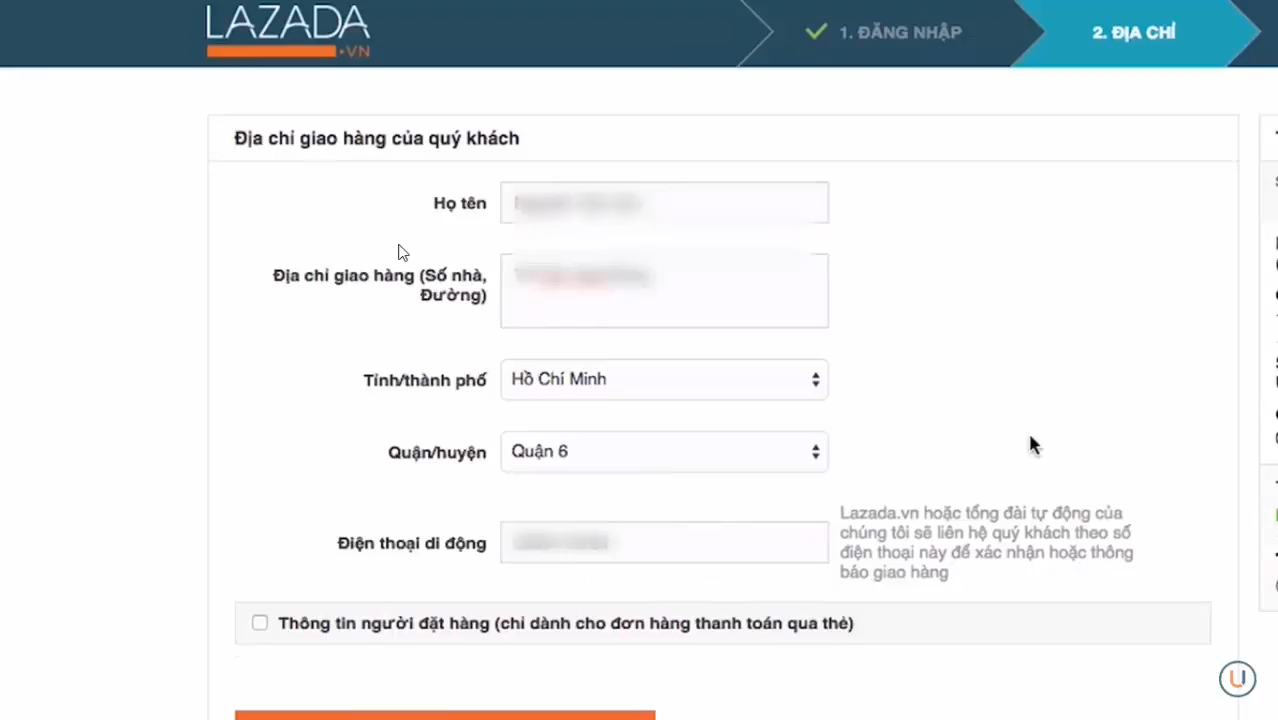 LAZADA
.VN
1. ĐĂNG NHẬP
2. ĐỊA CHỈ
Địa chỉ giao hàng của quý khách
Họ tên
Địa chỉ giao hàng (Số nhà,
Đường)
Tỉnh/thành phố
Hồ Chí Minh
Quận/huyện
Quận 6
Điện thoại di động
Lazada.vn hoặc tổng đài tự động của
chúng tôi sẽ liên hệ quý khách theo số
điện thoại này để xác nhận hoặc thông
báo giao hàng
Thông tin người đặt hàng (chỉ dành cho đơn hàng thanh toán qua thẻ)